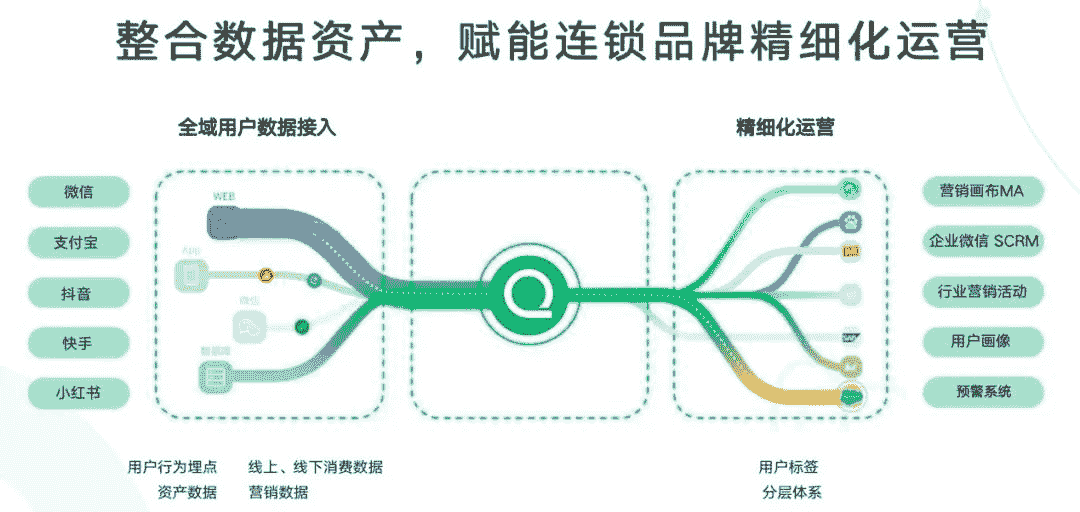 整合数据资产，赋能连锁品牌精细化运营
全域用户数据接入
精细化运营
微信
支付宝
抖音
快手
小红书
WEB
App
微信
数据库
营销画布MA
企业微信 SCRM
行业营销活动
用户画像
预警系统
用户行为埋点
线上、线下消费数据
资产数据
营销数据
用户标签
分层体系